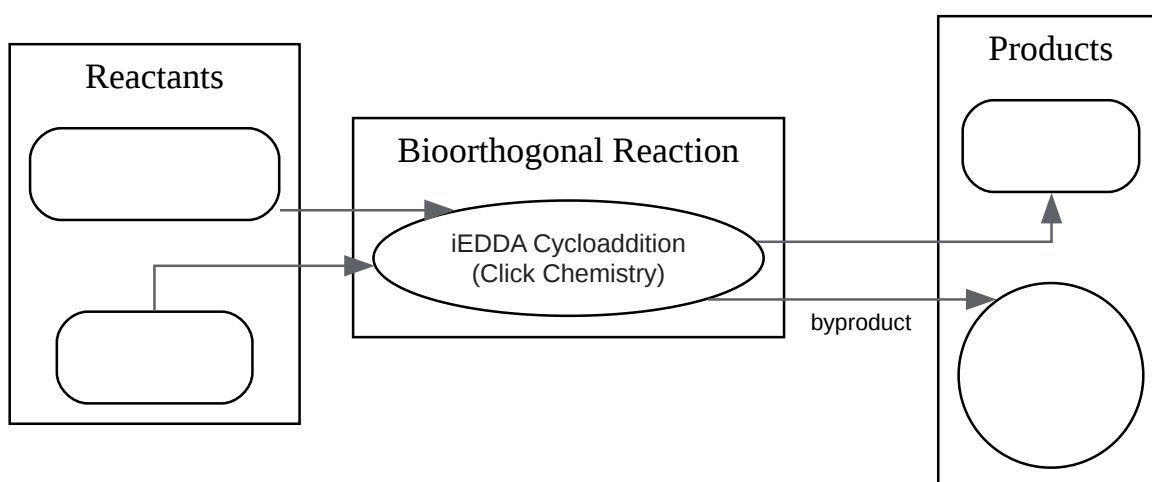 Reactants
Bioorthogonal Reaction
iEDDA Cycloaddition
(Click Chemistry)
byproduct
Products